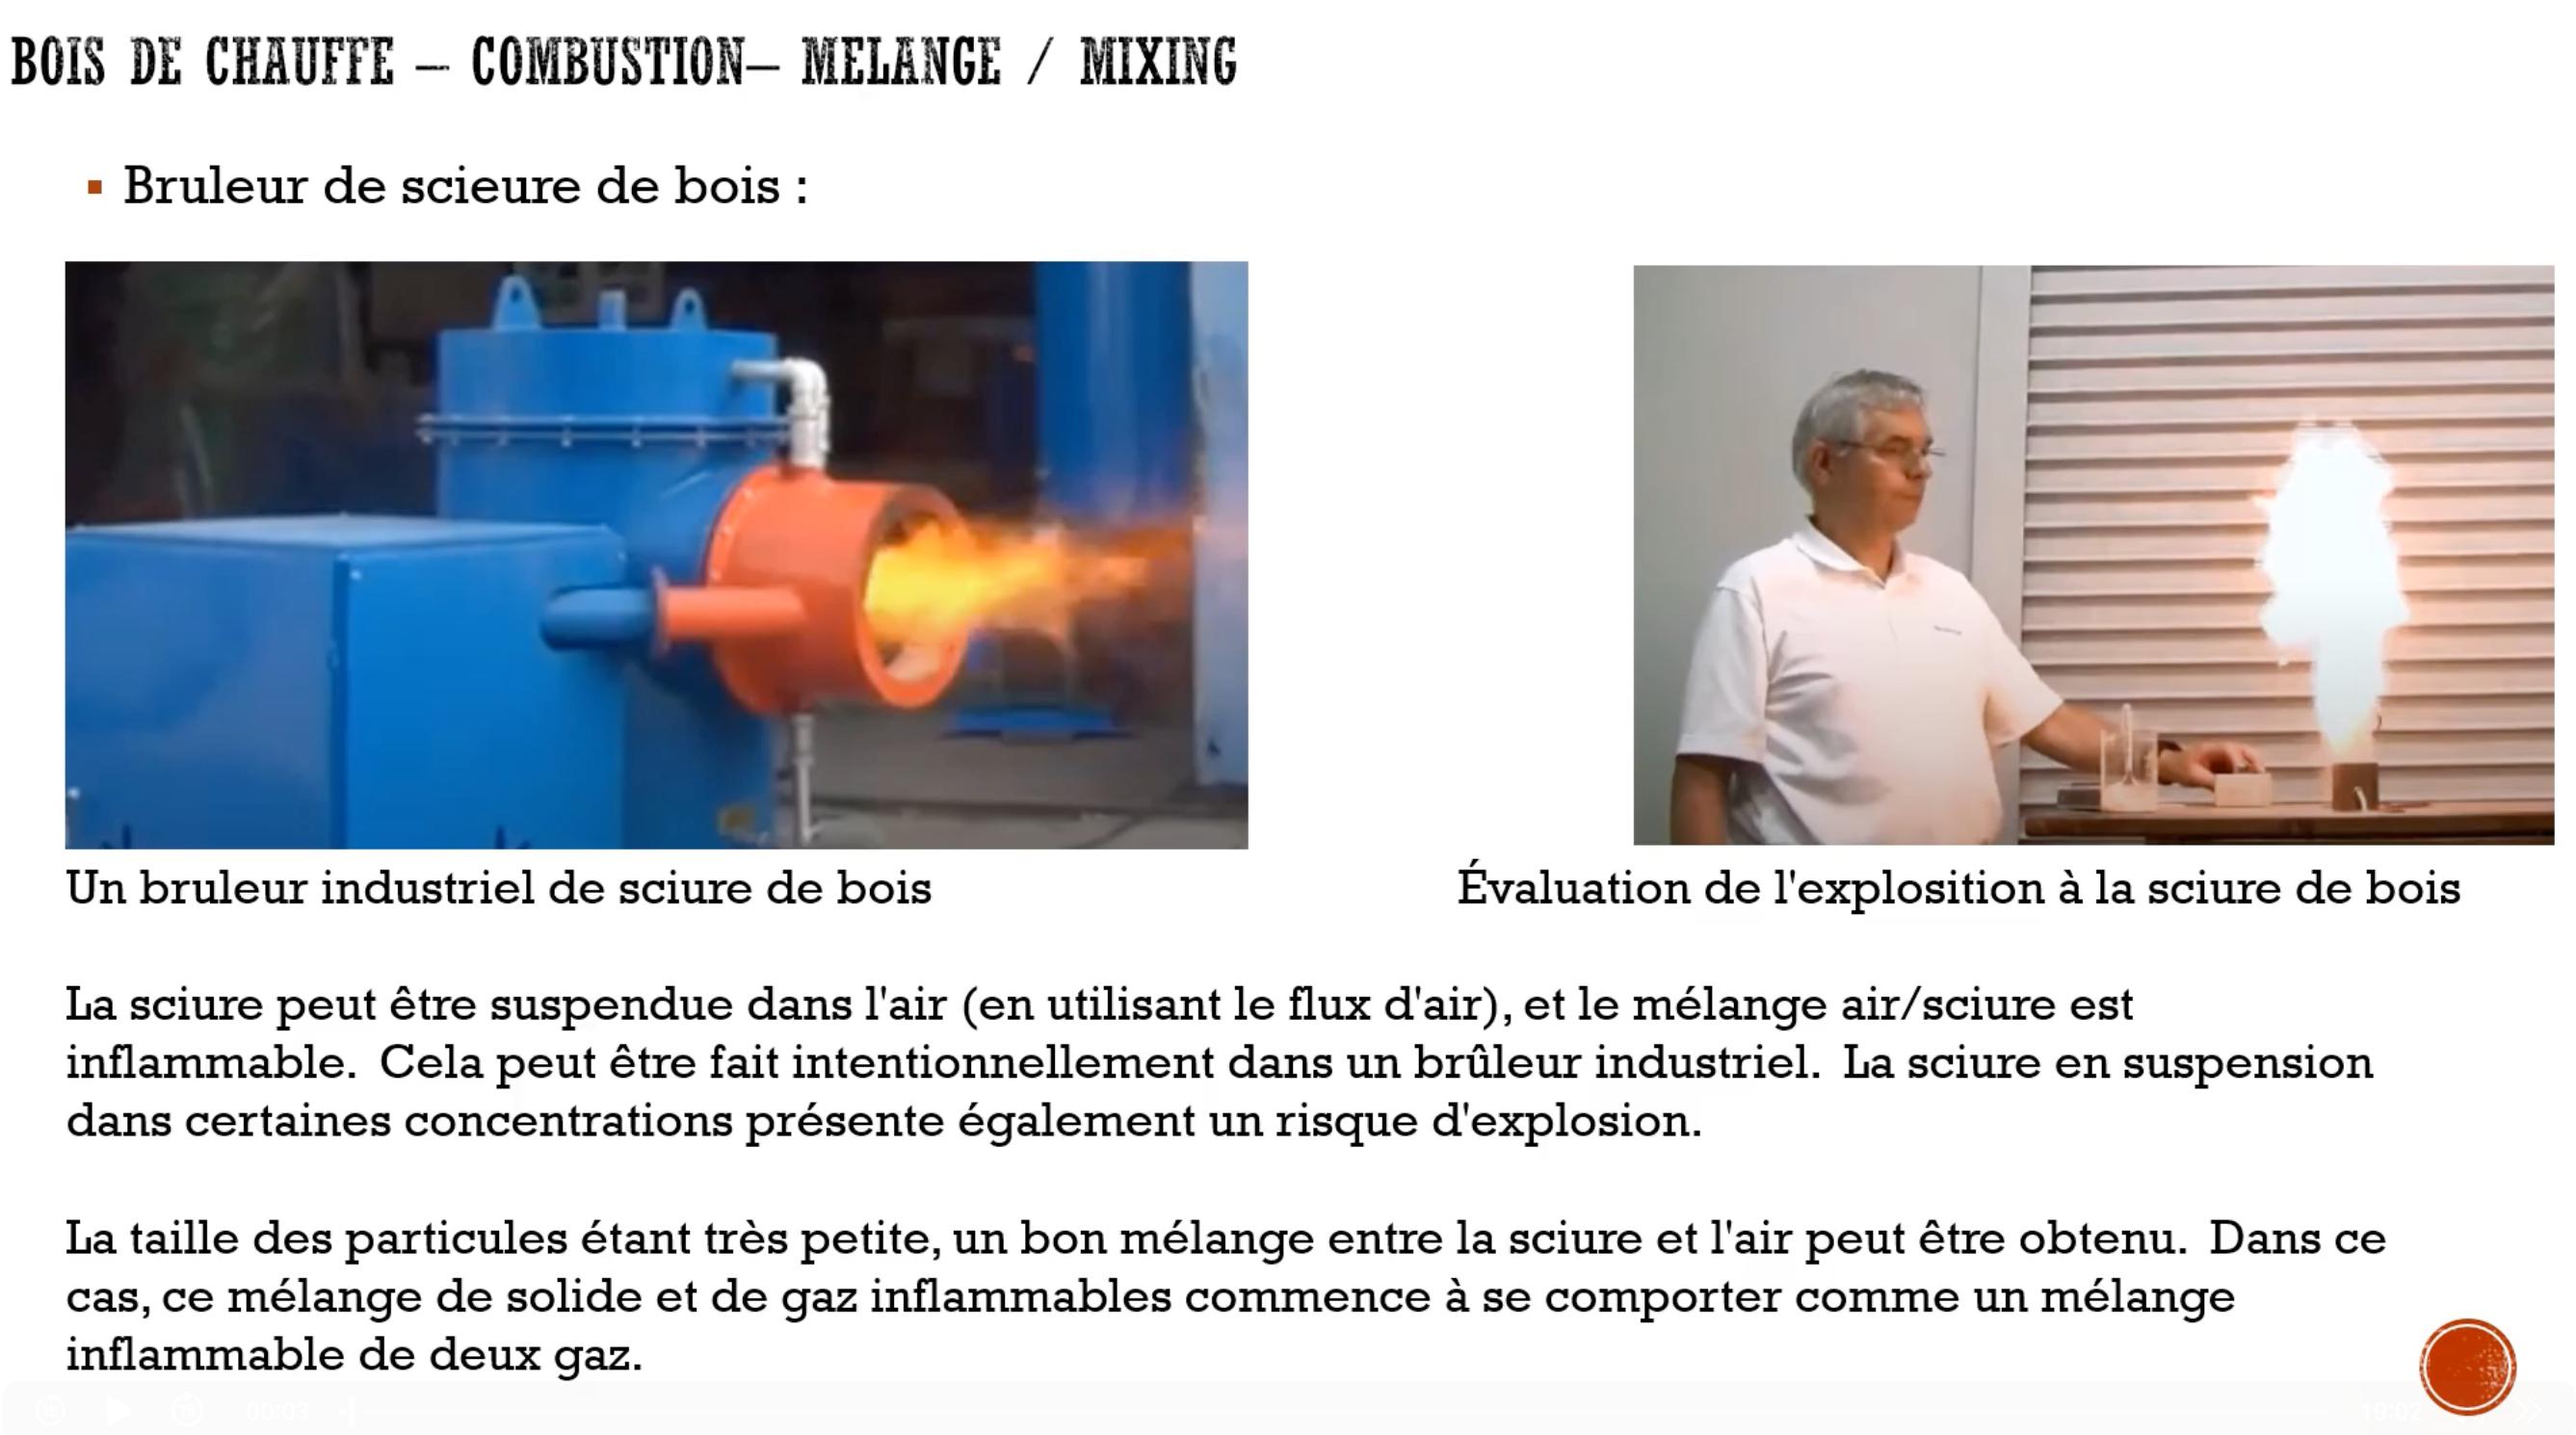 BOIS DE CHAUFFE – COMBUSTION– MELANGE / MIXING
▪ Bruleur de scieure de bois :
Un bruleur industriel de sciure de bois
Évaluation de l'explosition à la sciure de bois
La sciure peut être suspendue dans l'air (en utilisant le flux d'air), et le mélange air/sciure est
inflammable.  Cela peut être fait intentionnellement dans un brûleur industriel.  La sciure en suspension
dans certaines concentrations présente également un risque d'explosion.
La taille des particules étant très petite, un bon mélange entre la sciure et l'air peut être obtenu.  Dans ce
cas, ce mélange de solide et de gaz inflammables commence à se comporter comme un mélange
inflammable de deux gaz.
00:03